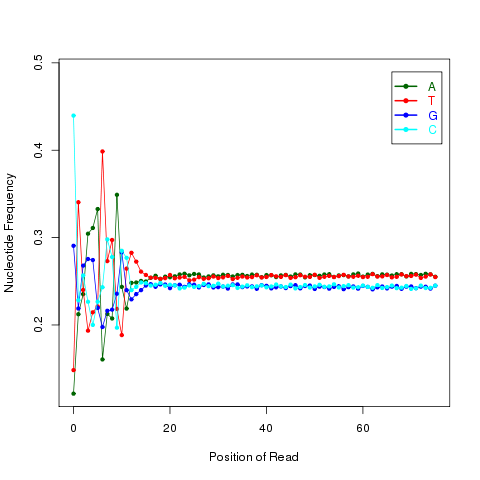 Nucleotide Frequency
0.5
0.4
0.3
0.2
A
T
G
C
0 20 40 60
Position of Read